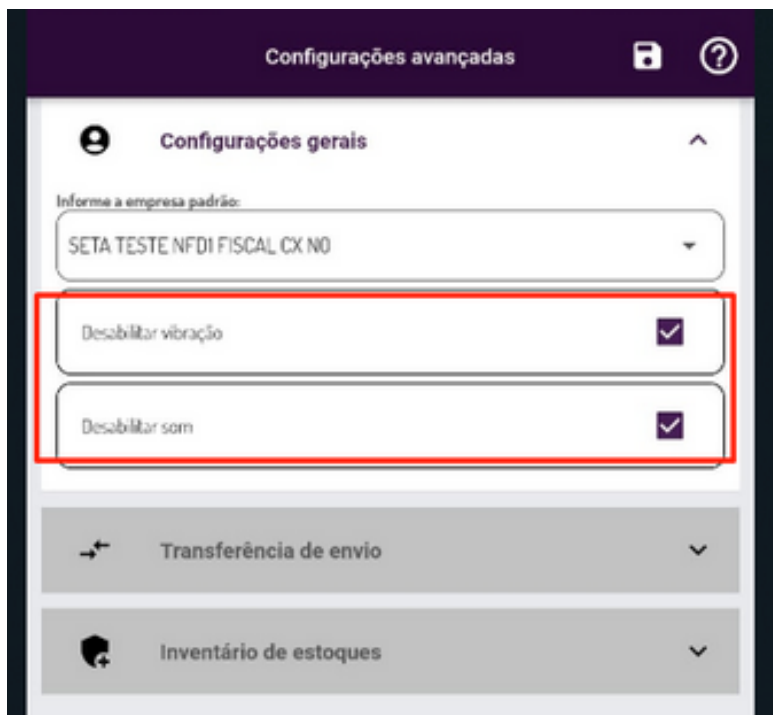 Configurações avançadas
Configurações gerais
Informe a empresa padrão:
SETA TESTE NFD1 FISCAL CX NO
Desabilitar vibração
Desabilitar som
Transferência de envio
Inventário de estoques